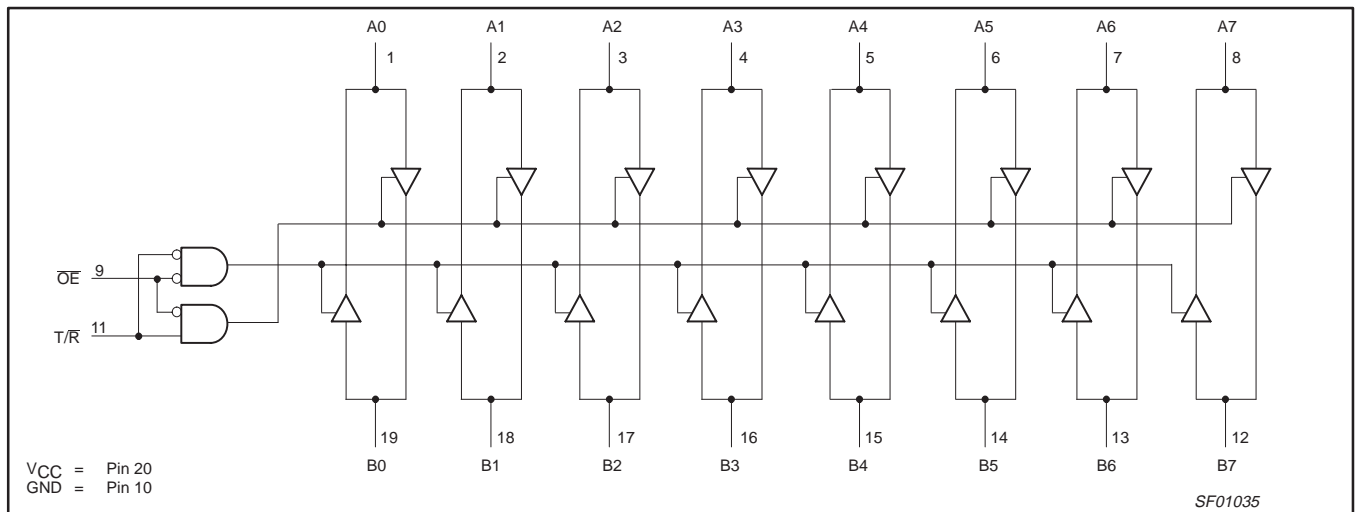 A0 A1 A2 A3 A4 A5 A6 A7
1 2 3 4 5 6 7 8
O̅E̅ 9
T/R̅ 11
19 18 17 16 15 14 13 12
B0 B1 B2 B3 B4 B5 B6 B7
VCC = Pin 20
GND = Pin 10
SF01035